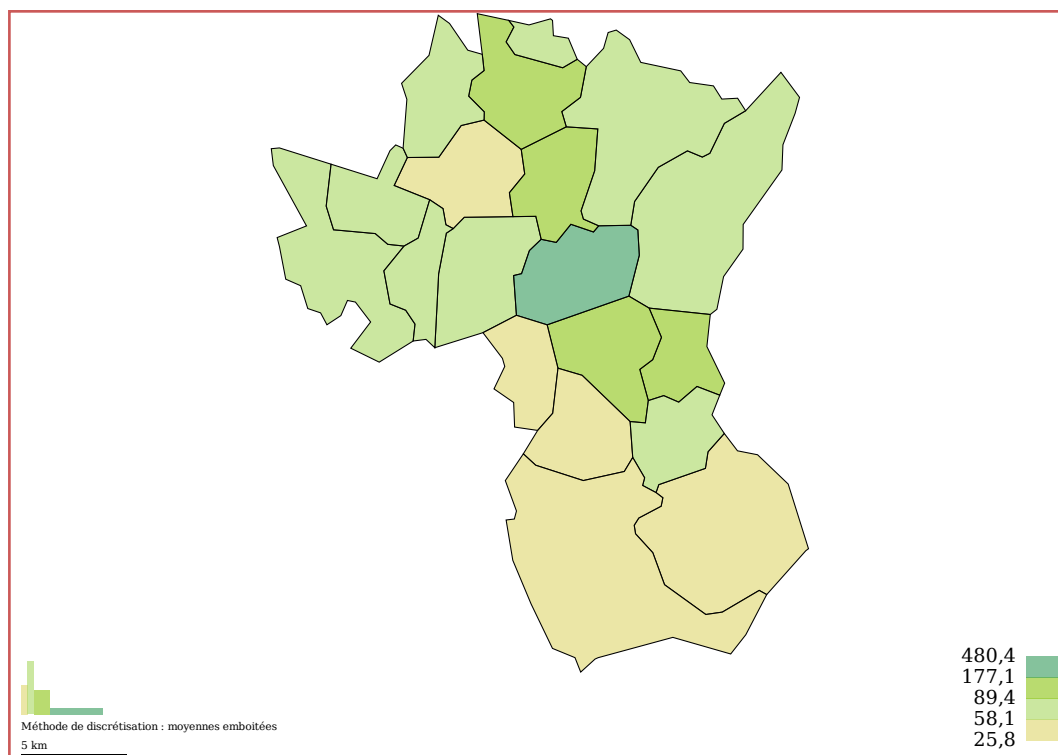 480,4
177,1
89,4
58,1
25,8
Méthode de discrétisation : moyennes emboitées
5 km